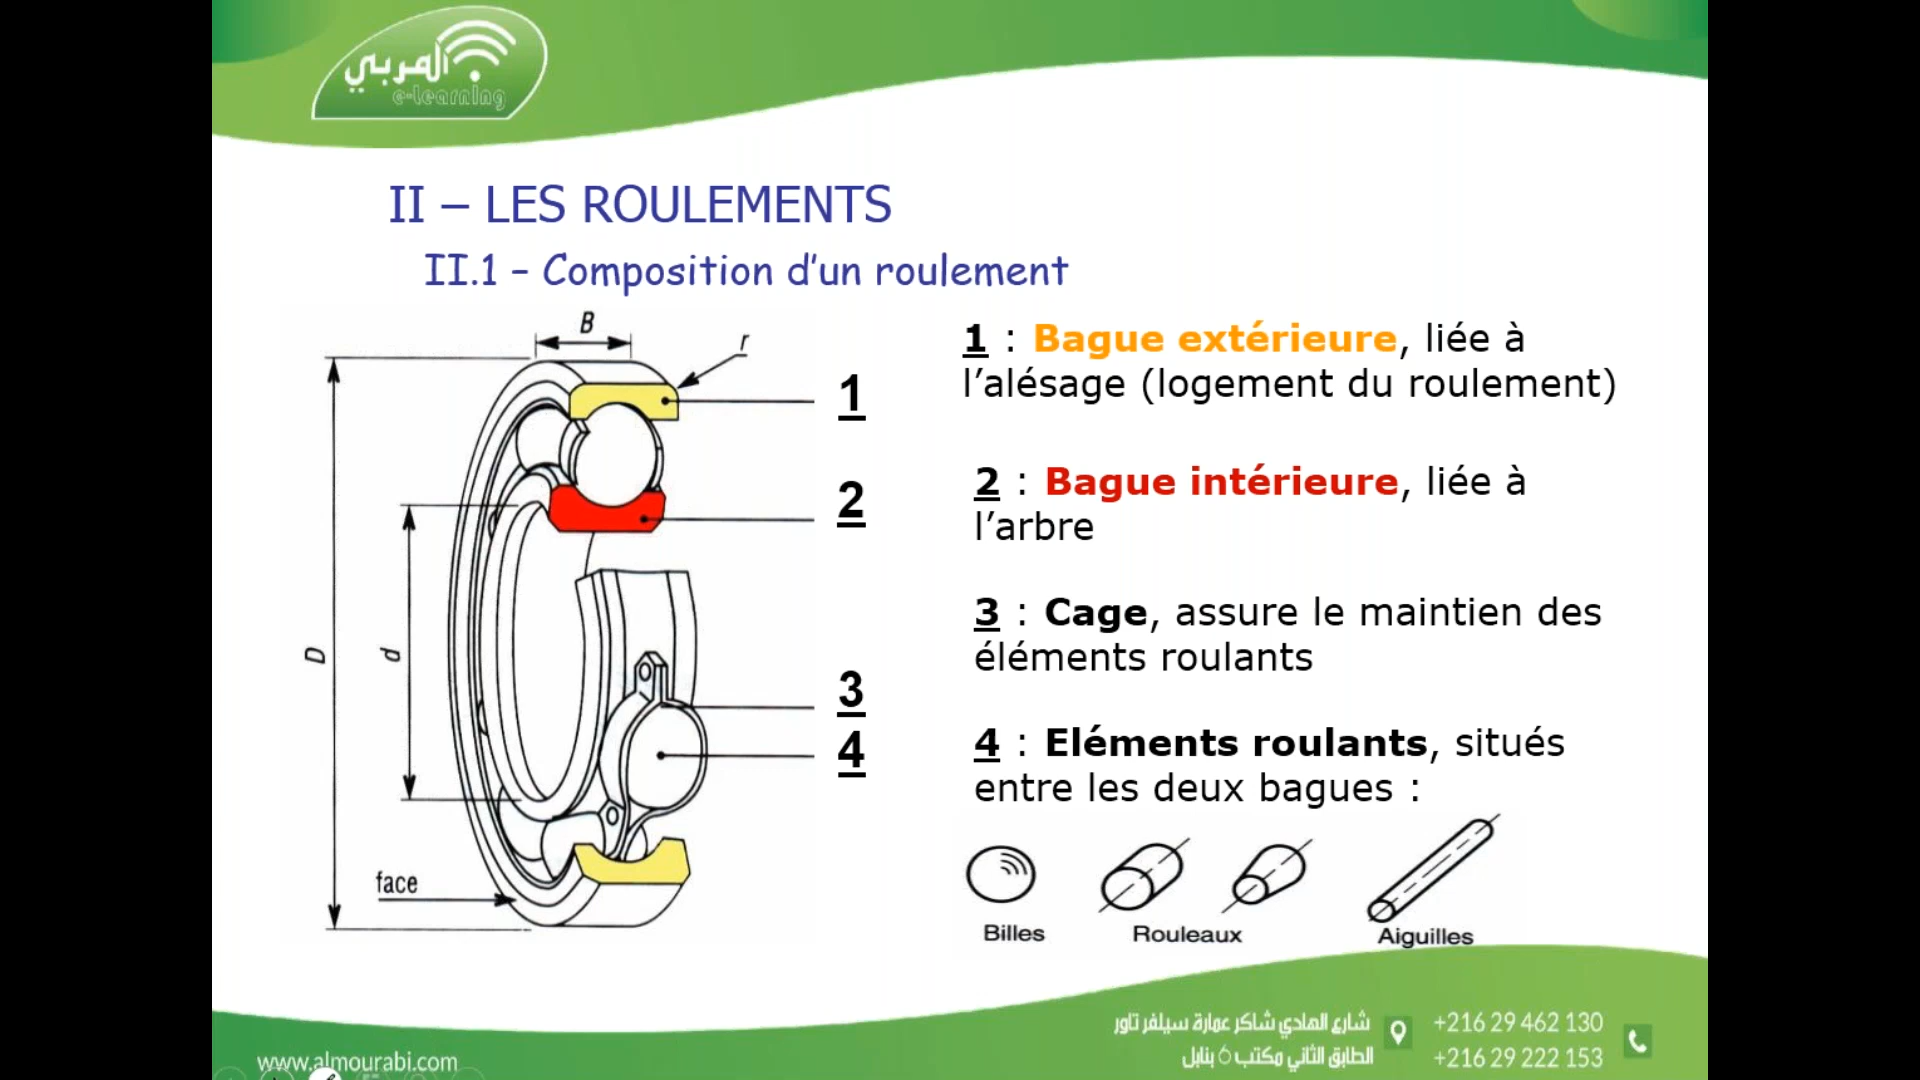 المربي
e-learning
II – LES ROULEMENTS
II.1 – Composition d’un roulement
B
r
D
d
face
1
2
3
4
1 : Bague extérieure, liée à
l’alésage (logement du roulement)
2 : Bague intérieure, liée à
l’arbre
3 : Cage, assure le maintien des
éléments roulants
4 : Eléments roulants, situés
entre les deux bagues :
Billes
Rouleaux
Aiguilles
www.almourabi.com
شارع الهادي شاكر عمارة سيلفر تاور
الطابق الثاني مكتب 6 بنابل
+216 29 462 130
+216 29 222 153